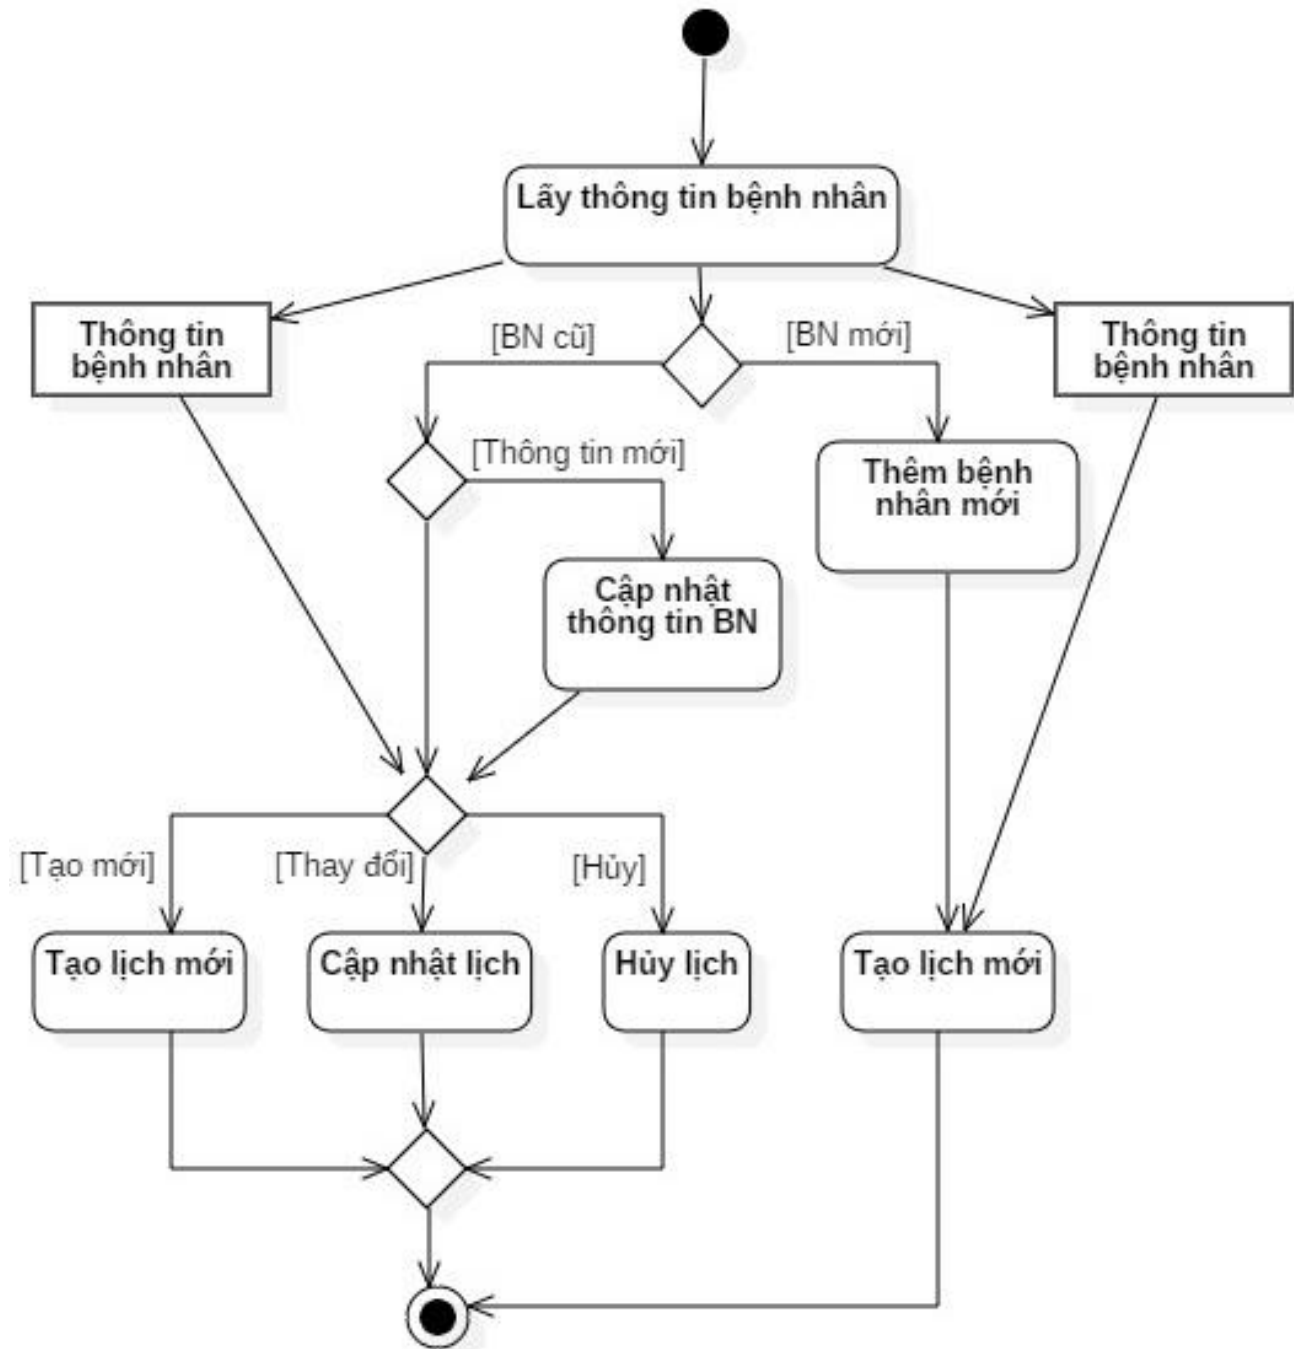 Lấy thông tin bệnh nhân
Thông tin
bệnh nhân
[BN cũ]
[BN mới]
Thông tin
bệnh nhân
[Thông tin mới]
Thêm bệnh
nhân mới
Cập nhật
thông tin BN
[Tạo mới]
[Thay đổi]
[Hủy]
Tạo lịch mới
Cập nhật lịch
Hủy lịch
Tạo lịch mới